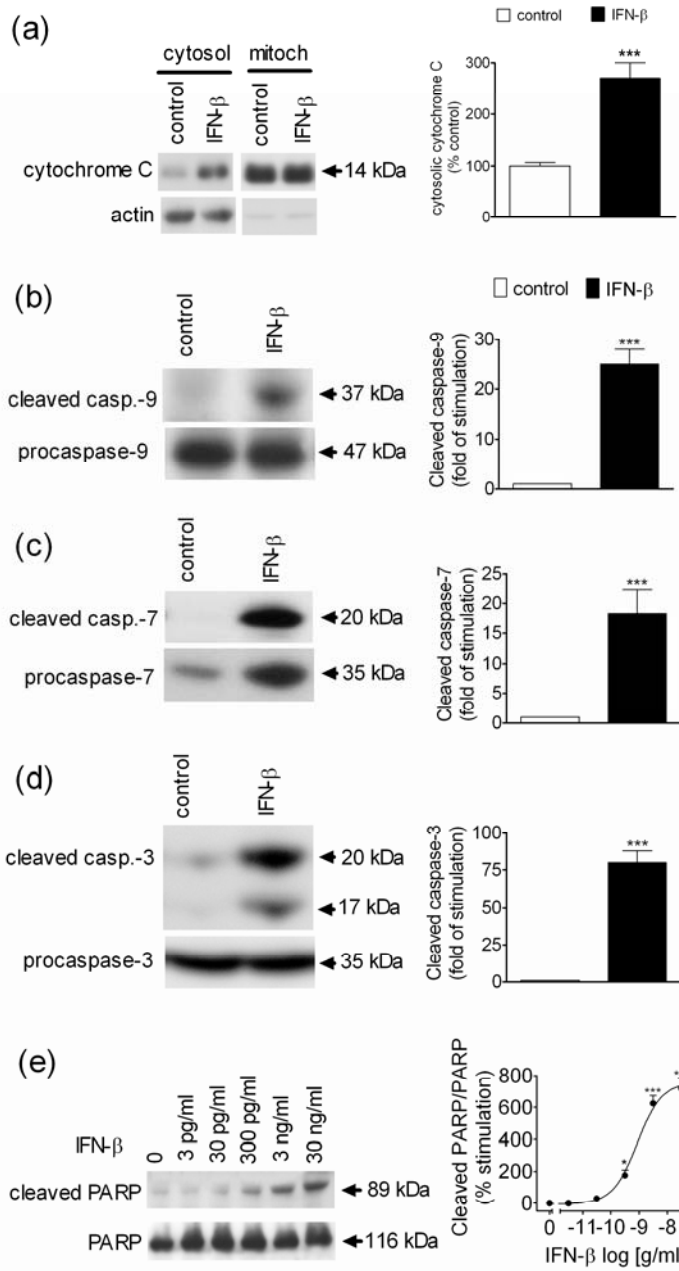 (a)
cytosol mitoch
control IFN-β control IFN-β
cytochrome C 14 kDa
actin
control IFN-β
cytosolic cytochrome C
(% control)
300
200
100
0
***
(b)
control IFN-β
cleaved casp.-9 37 kDa
procaspase-9 47 kDa
control IFN-β
Cleaved caspase-9
(fold of stimulation)
30
20
10
0
***
(c)
control IFN-β
cleaved casp.-7 20 kDa
procaspase-7 35 kDa
Cleaved caspase-7
(fold of stimulation)
25
20
15
10
5
0
***
(d)
control IFN-β
cleaved casp.-3 20 kDa
17 kDa
procaspase-3 35 kDa
Cleaved caspase-3
(fold of stimulation)
100
75
50
25
0
***
(e)
IFN-β 0 3 pg/ml 30 pg/ml 300 pg/ml 3 ng/ml 30 ng/ml
cleaved PARP 89 kDa
PARP 116 kDa
Cleaved PARP/PARP
(% stimulation)
800
600
400
200
0
* ***
0 -11 -10 -9 -8
IFN-β log [g/ml